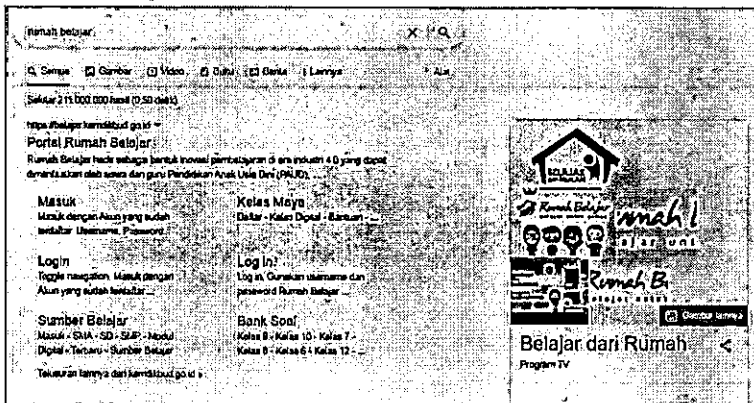 rumah belajar
Semua Gambar Video Buku Berita Lainnya Alat
Sekitar 211.000.000 hasil (0,50 detik)
https://belajar.kemdikbud.go.id
Portal Rumah Belajar
Rumah Belajar hadir sebagai bentuk inovasi pembelajaran di era industri 4.0 yang dapat
dimanfaatkan oleh siswa dan guru Pendidikan Anak Usia Dini (PAUD), ...
Masuk
Masuk dengan Akun yang sudah
terdaftar. Username. Password.
Kelas Maya
Daftar - Kelas Digital - Bantuan - ...
Login
Toggle navigation. Masuk dengan
Akun yang sudah terdaftar ...
Log in!
Log in. Gunakan username dan
password Rumah Belajar ...
Sumber Belajar
Masuk - SMA - SD - SMP - Modul
Digital - Terbaru - Sumber Belajar
Bank Soal
Kelas 8 - Kelas 10 - Kelas 7 -
Kelas 9 - Kelas 6 - Kelas 12 - ...
Telusuran lainnya dari kemdikbud.go.id »
Rumah Belajar
Rumah B
Gambar lainnya
Belajar dari Rumah
Program TV